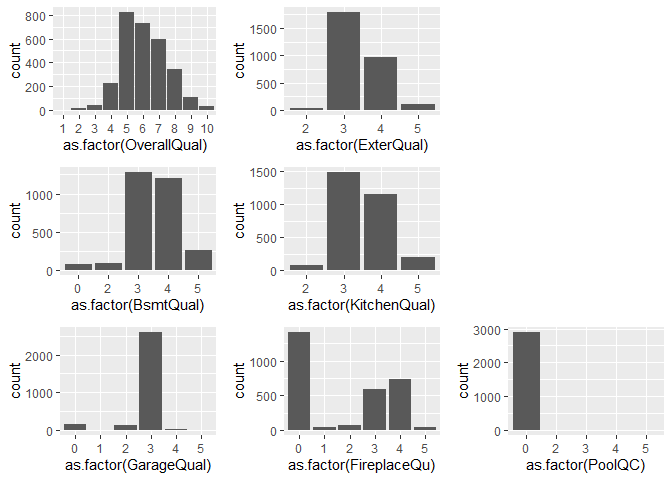 800
600
400
200
0
count
1 2 3 4 5 6 7 8 9 10
as.factor(OverallQual)
1500
1000
500
0
count
2 3 4 5
as.factor(ExterQual)
1000
500
0
count
0 2 3 4 5
as.factor(BsmtQual)
1500
1000
500
0
count
2 3 4 5
as.factor(KitchenQual)
2000
1000
0
count
0 1 2 3 4 5
as.factor(GarageQual)
1000
500
0
count
0 1 2 3 4 5
as.factor(FireplaceQu)
3000
2000
1000
0
count
0 2 4 5
as.factor(PoolQC)